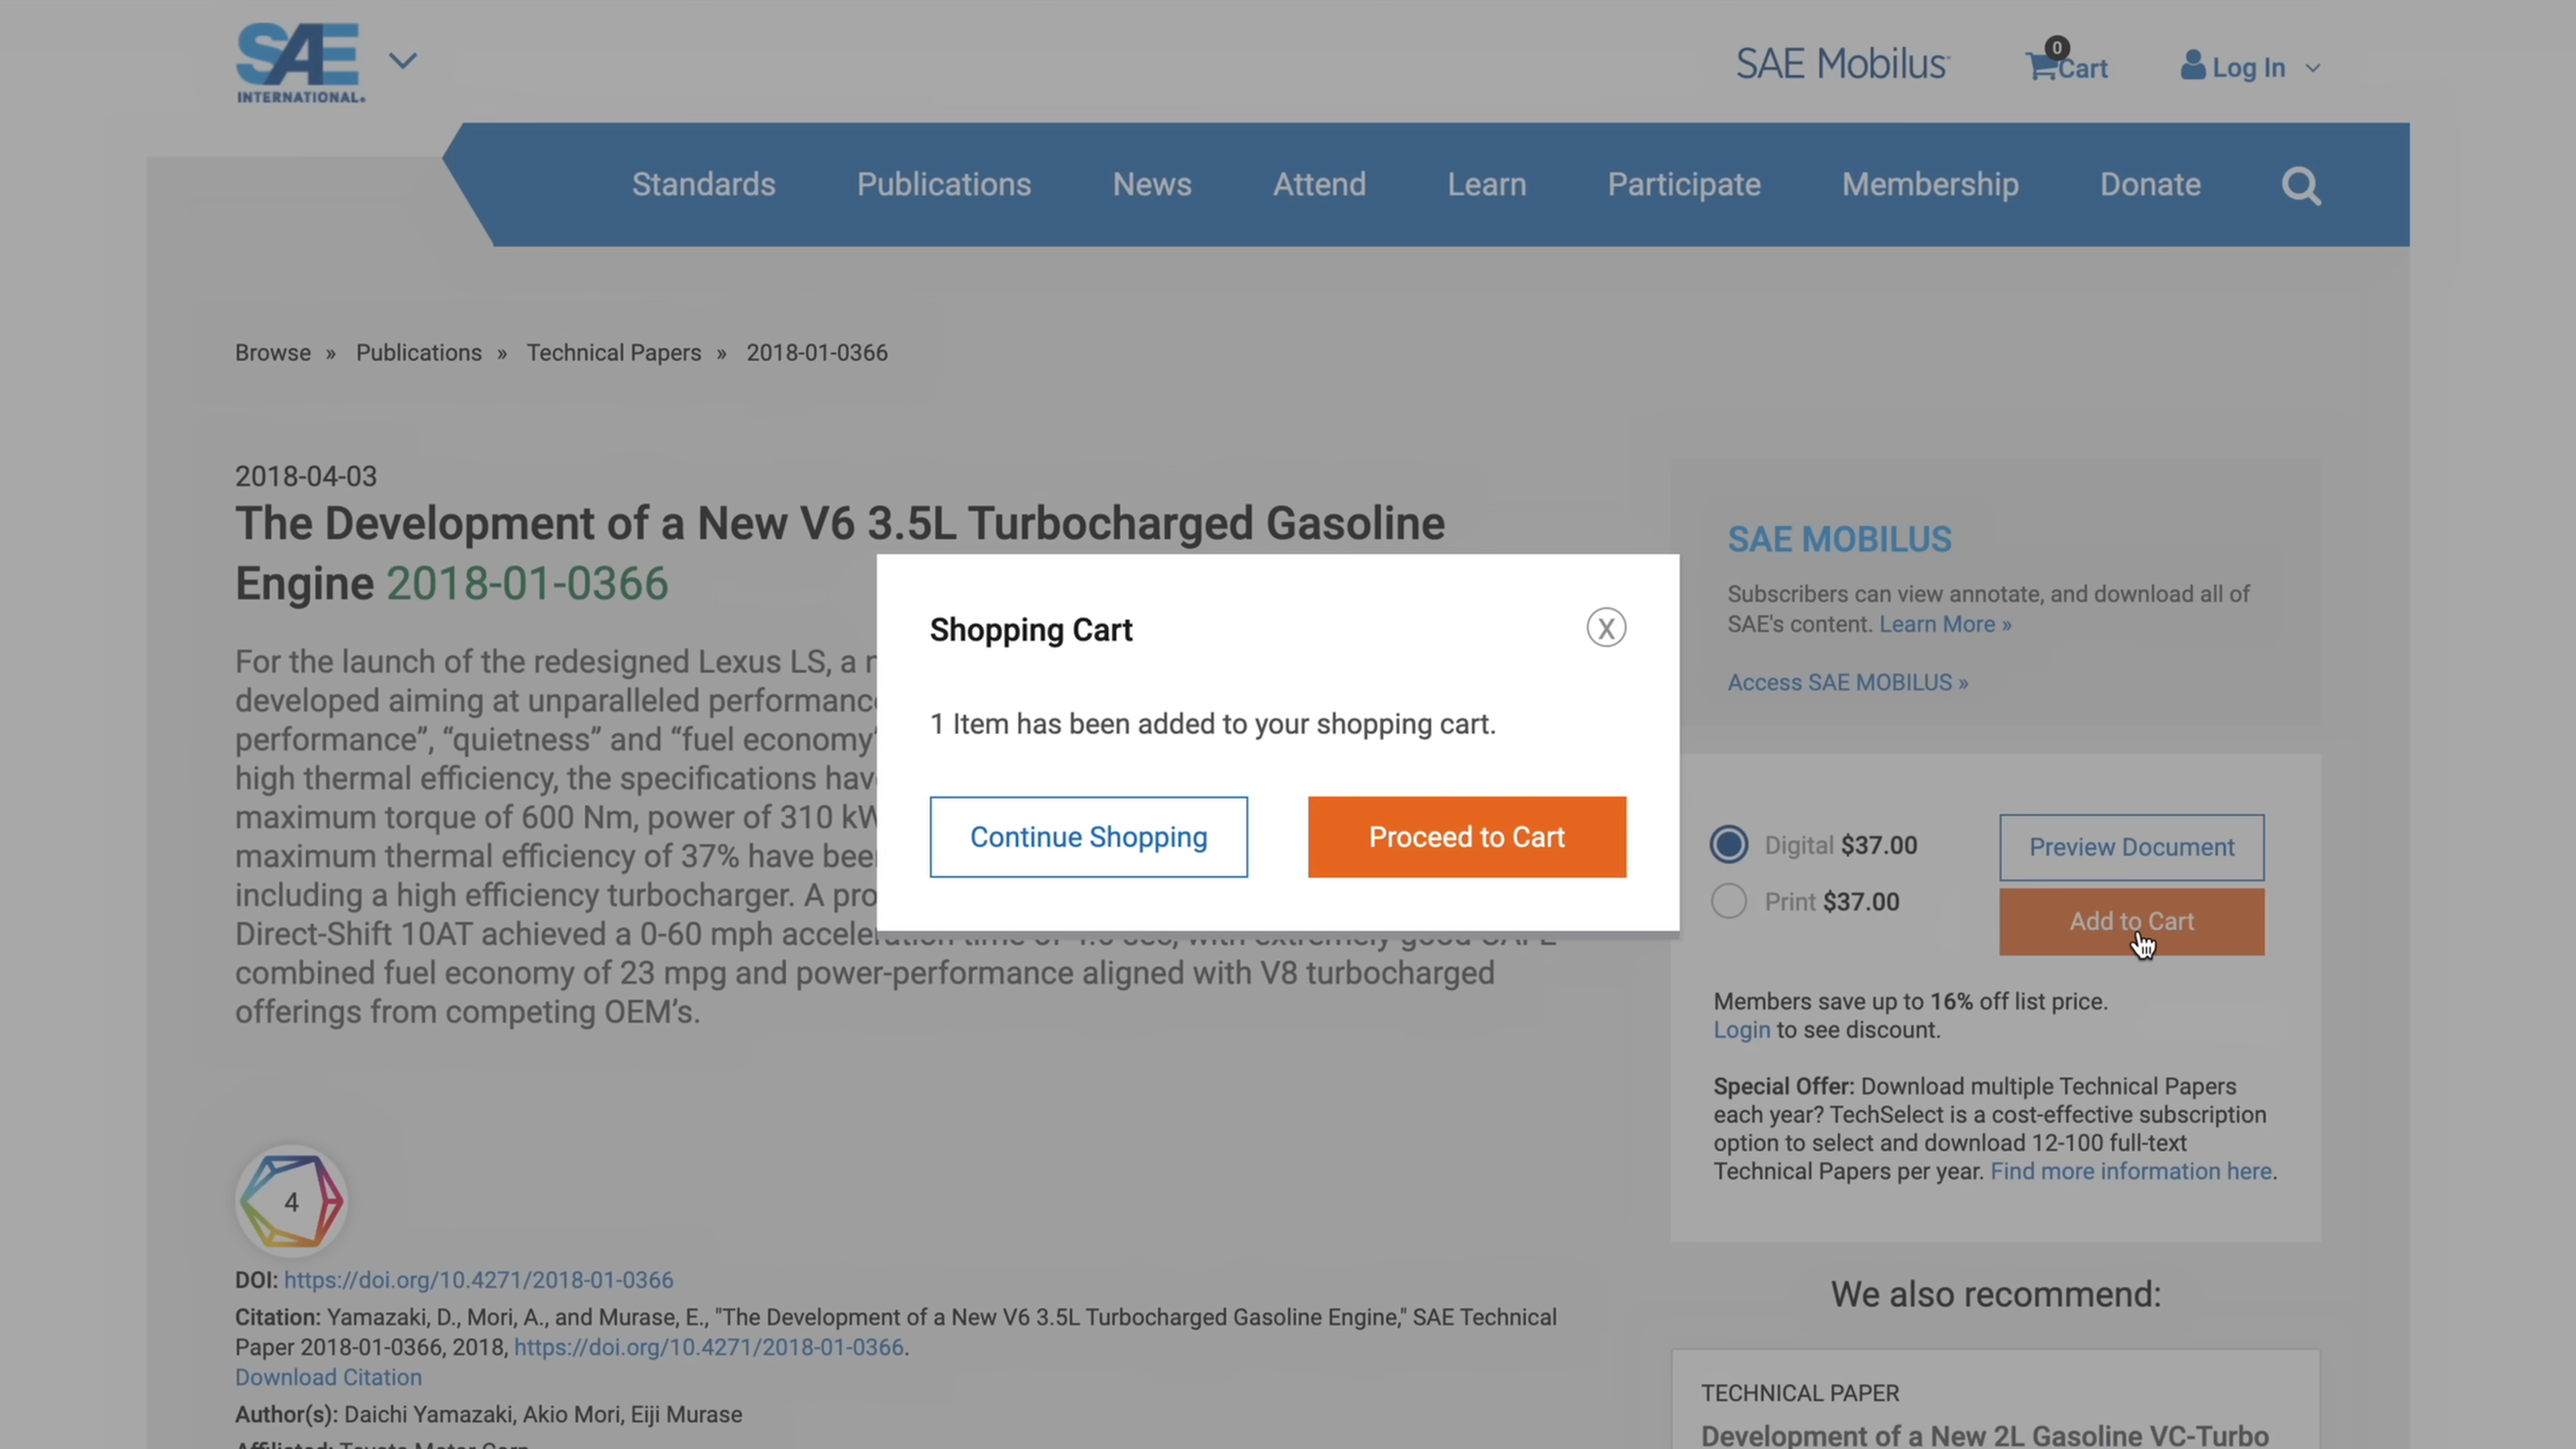 SAE
INTERNATIONAL.
SAE Mobilus
0
Cart
Log In
Standards Publications News Attend Learn Participate Membership Donate
Browse » Publications » Technical Papers » 2018-01-0366
2018-04-03
The Development of a New V6 3.5L Turbocharged Gasoline
Engine 2018-01-0366
For the launch of the redesigned Lexus LS, a
developed aiming at unparalleled performance
performance”, “quietness” and “fuel economy”
high thermal efficiency, the specifications
maximum torque of 600 Nm, power of 310 kW
maximum thermal efficiency of 37% have
including a high efficiency turbocharger. A
Direct-Shift 10AT achieved a 0-60 mph
combined fuel economy of 23 mpg and power-performance aligned with V8 turbocharged
offerings from competing OEM’s.
Shopping Cart
X
1 Item has been added to your shopping cart.
Continue Shopping
Proceed to Cart
SAE MOBILUS
Subscribers can view annotate, and download all of
SAE's content. Learn More »
Access SAE MOBILUS »
Digital $37.00
Preview Document
Print $37.00
Add to Cart
Members save up to 16% off list price.
Login to see discount.
Special Offer: Download multiple Technical Papers
each year? TechSelect is a cost-effective subscription
option to select and download 12-100 full-text
Technical Papers per year. Find more information here.
4
DOI: https://doi.org/10.4271/2018-01-0366
Citation: Yamazaki, D., Mori, A., and Murase, E., "The Development of a New V6 3.5L Turbocharged Gasoline Engine," SAE Technical
Paper 2018-01-0366, 2018, https://doi.org/10.4271/2018-01-0366.
Download Citation
Author(s): Daichi Yamazaki, Akio Mori, Eiji Murase
We also recommend:
TECHNICAL PAPER
Development of a New 2L Gasoline VC-Turbo